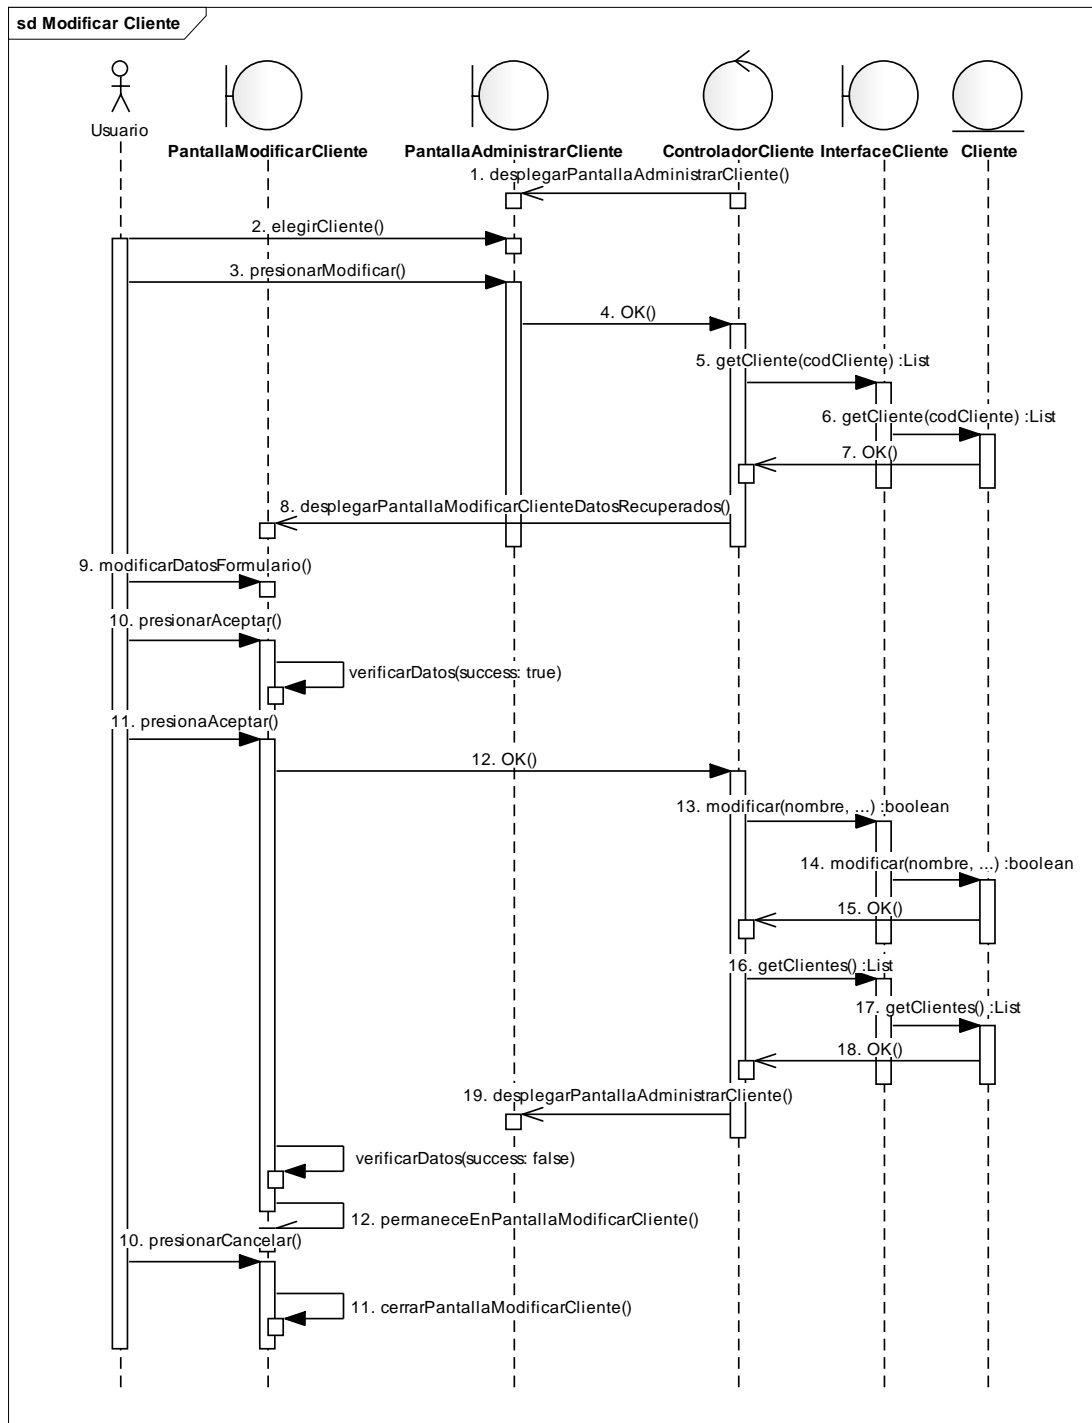 sd Modificar Cliente
Usuario
PantallaModificarCliente
PantallaAdministrarCliente
ControladorCliente
InterfaceCliente
Cliente
1. desplegarPantallaAdministrarCliente()
2. elegirCliente()
3. presionarModificar()
4. OK()
5. getCliente(codCliente) :List
6. getCliente(codCliente) :List
7. OK()
8. desplegarPantallaModificarClienteDatosRecuperados()
9. modificarDatosFormulario()
10. presionarAceptar()
verificarDatos(success: true)
11. presionaAceptar()
12. OK()
13. modificar(nombre, ...) :boolean
14. modificar(nombre, ...) :boolean
15. OK()
16. getClientes() :List
17. getClientes() :List
18. OK()
19. desplegarPantallaAdministrarCliente()
verificarDatos(success: false)
12. permaneceEnPantallaModificarCliente()
10. presionarCancelar()
11. cerrarPantallaModificarCliente()